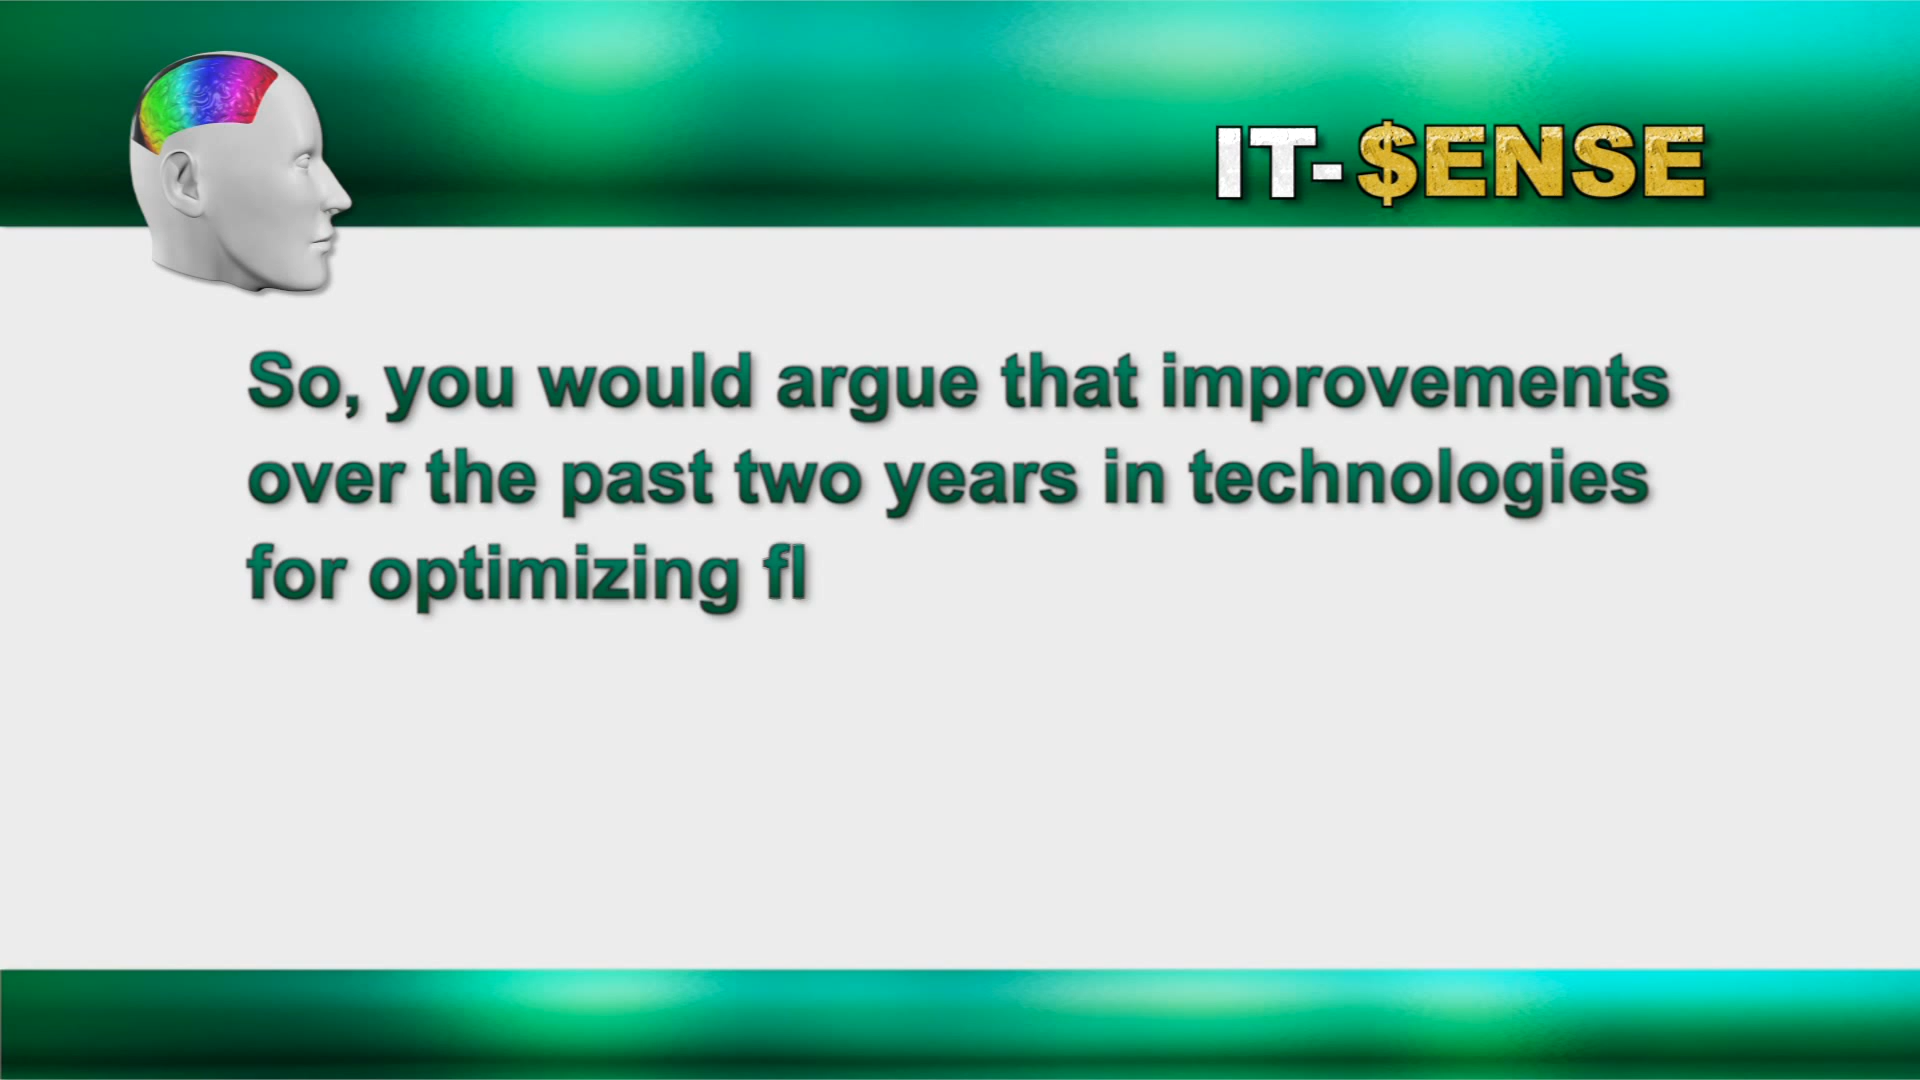 IT-$ENSE
So, you would argue that improvements
over the past two years in technologies
for optimizing fl